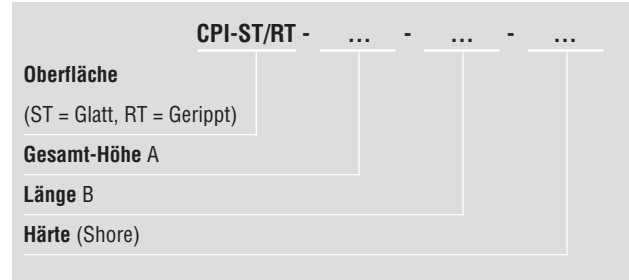 CPI-ST/RT - ... - ... - ...
Oberfläche
(ST = Glatt, RT = Gerippt)
Gesamt-Höhe A
Länge B
Härte (Shore)